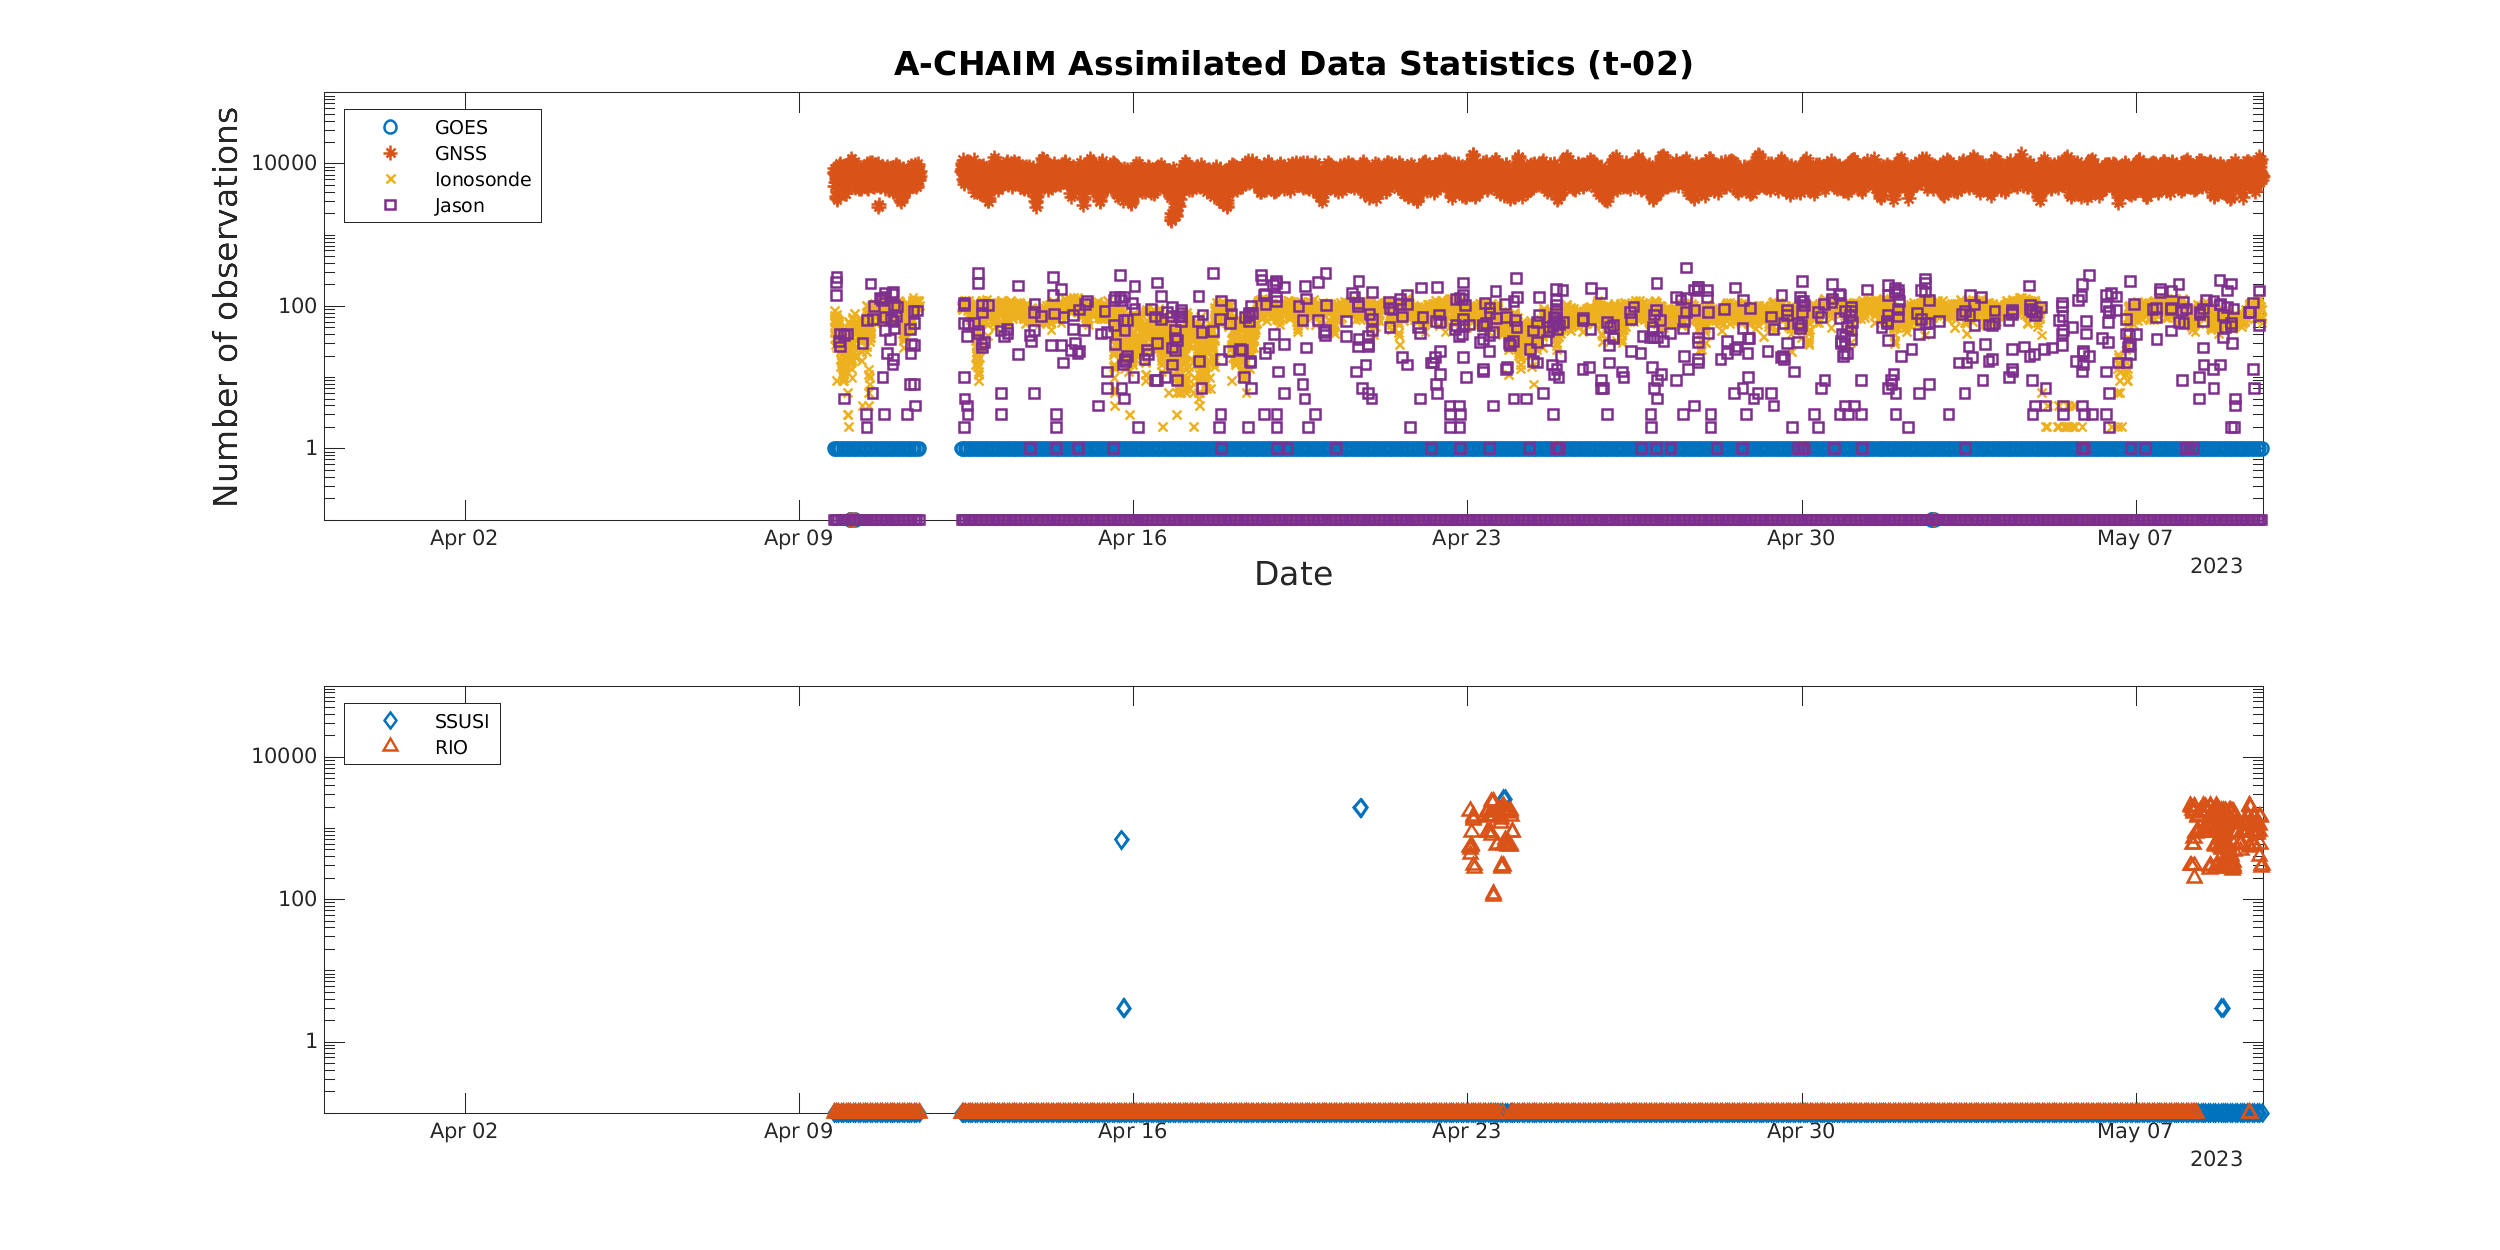 A-CHAIM Assimilated Data Statistics (t-02)
Number of observations
10000
100
1
GOES
GNSS
Ionosonde
Jason
Apr 02
Apr 09
Apr 16
Apr 23
Apr 30
May 07
2023
Date
10000
100
1
SSUSI
RIO
Apr 02
Apr 09
Apr 16
Apr 23
Apr 30
May 07
2023